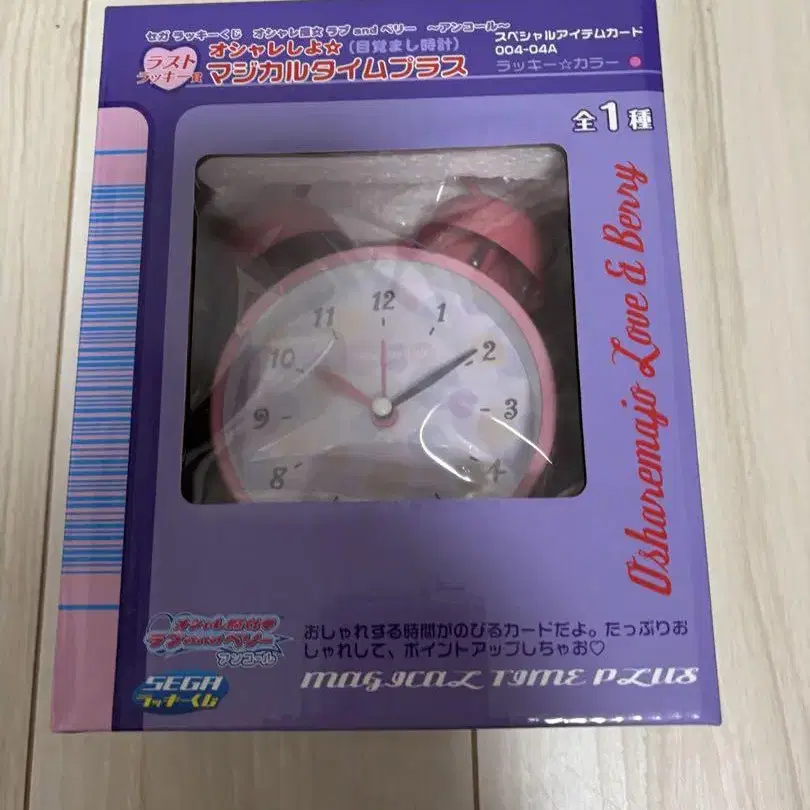 セガ ラッキーくじ オシャレ魔女 ラブ and ベリー ～アンコール～
ラスト
ラッキー賞
オシャレしよ☆(目覚まし時計)
マジカルタイムプラス
スペシャルアイテムカード
004-04A
ラッキー☆カラー
全1種
12
11
1
10
2
9
3
8
4
Osharemajo Love & Berry
オシャレ魔女
ラブ and ベリー
アンコール
SEGA
ラッキーくじ
おしゃれする時間がのびるカードだよ。たっぷりお
しゃれして、ポイントアップしちゃお♡
MAGICAL TIME PLUS